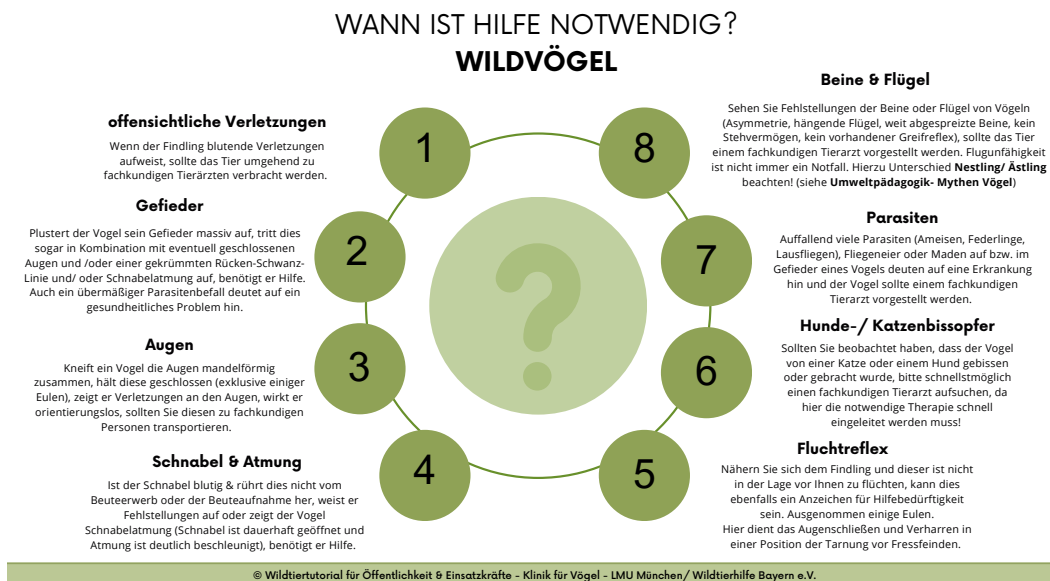 WANN IST HILFE NOTWENDIG?
WILDVÖGEL
1
offensichtliche Verletzungen
Wenn der Findling blutende Verletzungen
aufweist, sollte das Tier umgehend zu
fachkundigen Tierärzten verbracht werden.
2
Gefieder
Plustert der Vogel sein Gefieder massiv auf, tritt dies
sogar in Kombination mit eventuell geschlossenen
Augen und /oder einer gekrümmten Rücken-Schwanz-
Linie und/ oder Schnabelatmung auf, benötigt er Hilfe.
Auch ein übermäßiger Parasitenbefall deutet auf ein
gesundheitliches Problem hin.
3
Augen
Kneift ein Vogel die Augen mandelförmig
zusammen, hält diese geschlossen (exklusive einiger
Eulen), zeigt er Verletzungen an den Augen, wirkt er
orientierungslos, sollten Sie diesen zu fachkundigen
Personen transportieren.
4
Schnabel & Atmung
Ist der Schnabel blutig & rührt dies nicht vom
Beuteerwerb oder der Beuteaufnahme her, weist er
Fehlstellungen auf oder zeigt der Vogel
Schnabelatmung (Schnabel ist dauerhaft geöffnet und
Atmung ist deutlich beschleunigt), benötigt er Hilfe.
8
Beine & Flügel
Sehen Sie Fehlstellungen der Beine oder Flügel von Vögeln
(Asymmetrie, hängende Flügel, weit abgespreizte Beine, kein
Stehvermögen, kein vorhandener Greifreflex), sollte das Tier
einem fachkundigen Tierarzt vorgestellt werden. Flugunfähigkeit
ist nicht immer ein Notfall. Hierzu Unterschied Nestling/ Ästling
beachten! (siehe Umweltpädagogik- Mythen Vögel)
7
Parasiten
Auffallend viele Parasiten (Ameisen, Federlinge,
Lausfliegen), Fliegeneier oder Maden auf bzw. im
Gefieder eines Vogels deuten auf eine Erkrankung
hin und der Vogel sollte einem fachkundigen
Tierarzt vorgestellt werden.
6
Hunde-/ Katzenbissopfer
Sollten Sie beobachtet haben, dass der Vogel
von einer Katze oder einem Hund gebissen
oder gebracht wurde, bitte schnellstmöglich
einen fachkundigen Tierarzt aufsuchen, da
hier die notwendige Therapie schnell
eingeleitet werden muss!
5
Fluchtreflex
Nähern Sie sich dem Findling und dieser ist nicht
in der Lage vor Ihnen zu flüchten, kann dies
ebenfalls ein Anzeichen für Hilfbedürftigkeit
sein. Ausgenommen einige Eulen.
Hier dient das Augenschließen und Verharren in
einer Position der Tarnung vor Fressfeinden.
?
© Wildtiertutorial für Öffentlichkeit & Einsatzkräfte - Klinik für Vögel - LMU München/ Wildtierhilfe Bayern e.V.